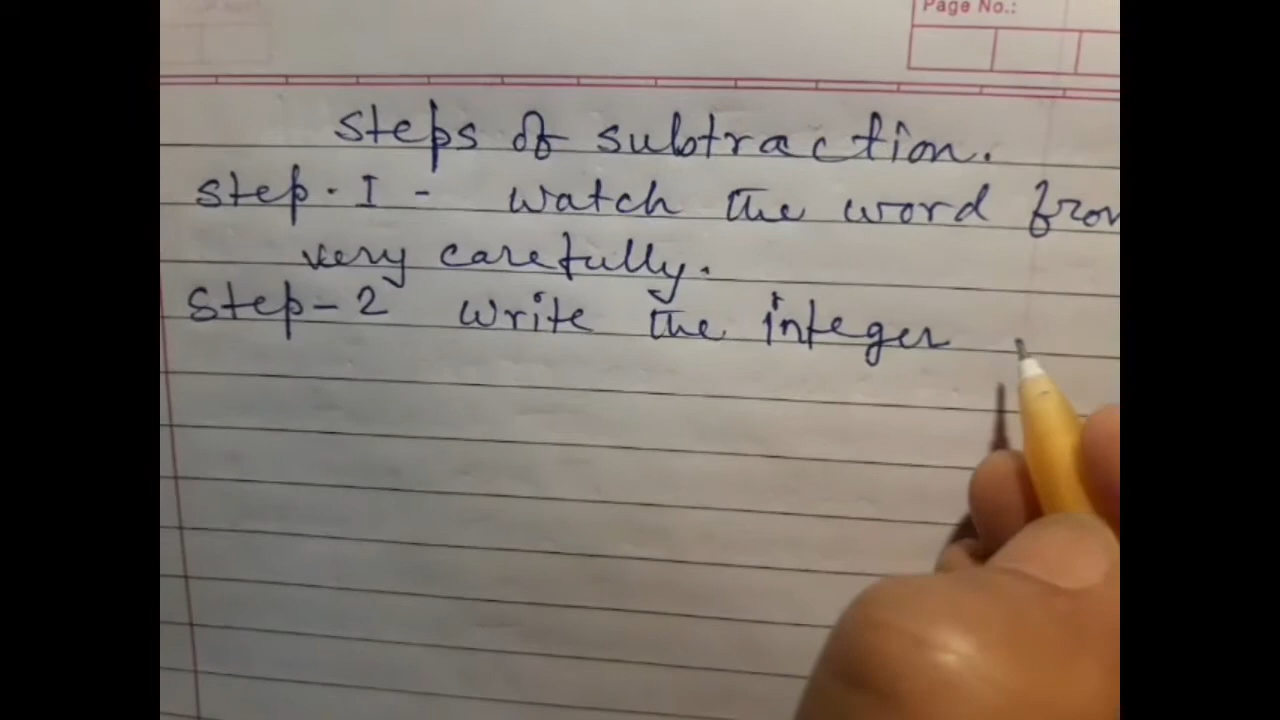 Page No.:
Steps of subtraction.
Step. I - Watch the word from
very carefully.
Step-2 Write the integer